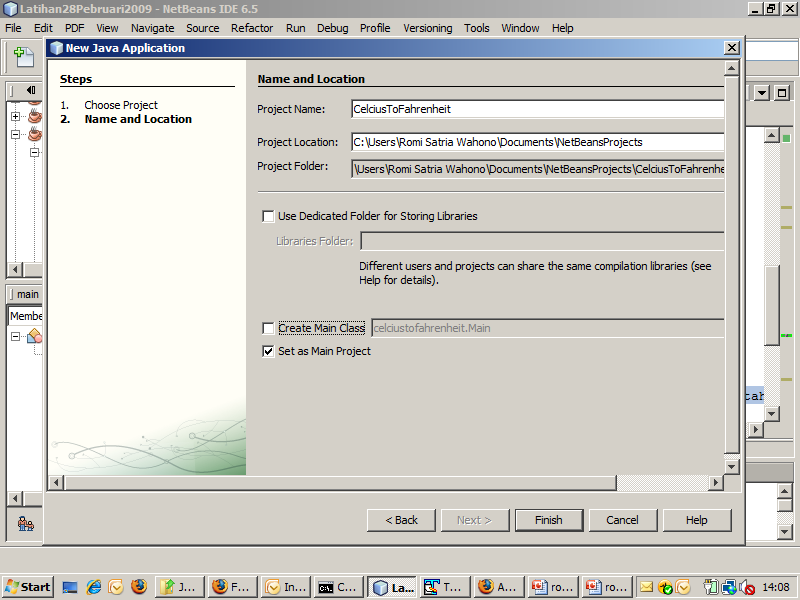 Latihan28Pebruari2009 - NetBeans IDE 6.5
File Edit PDF View Navigate Source Refactor Run Debug Profile Versioning Tools Window Help
New Java Application
Steps
1. Choose Project
2. Name and Location
Name and Location
Project Name: CelciusToFahrenheit
Project Location: C:\Users\Romi Satria Wahono\Documents\NetBeansProjects
Project Folder: \Users\Romi Satria Wahono\Documents\NetBeansProjects\CelciusToFahrenhe
Use Dedicated Folder for Storing Libraries
Libraries Folder:
Different users and projects can share the same compilation libraries (see
Help for details).
main
Membe
Create Main Class celciustofahrenheit.Main
Set as Main Project
cah
< Back Next > Finish Cancel Help
Start J... F... In... C... La... T... A... ro... ro... 14:08